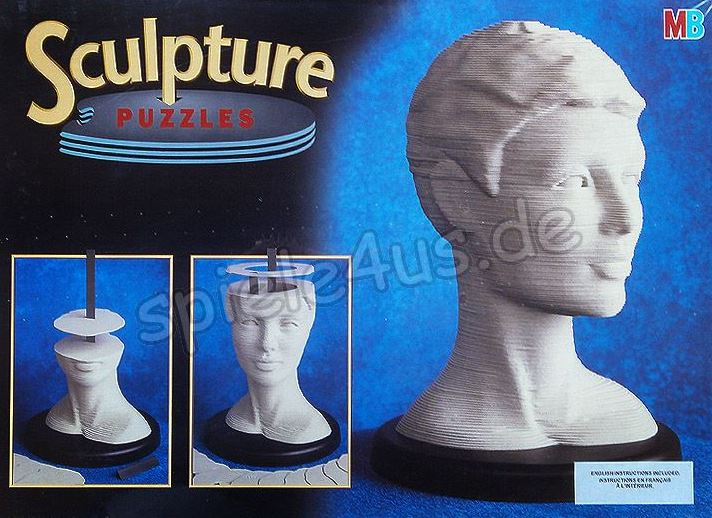 Sculpture
PUZZLES
MB
spiele4us.de
ENGLISH INSTRUCTIONS INCLUDED.
INSTRUCTIONS EN FRANÇAIS
À L'INTÉRIEUR.